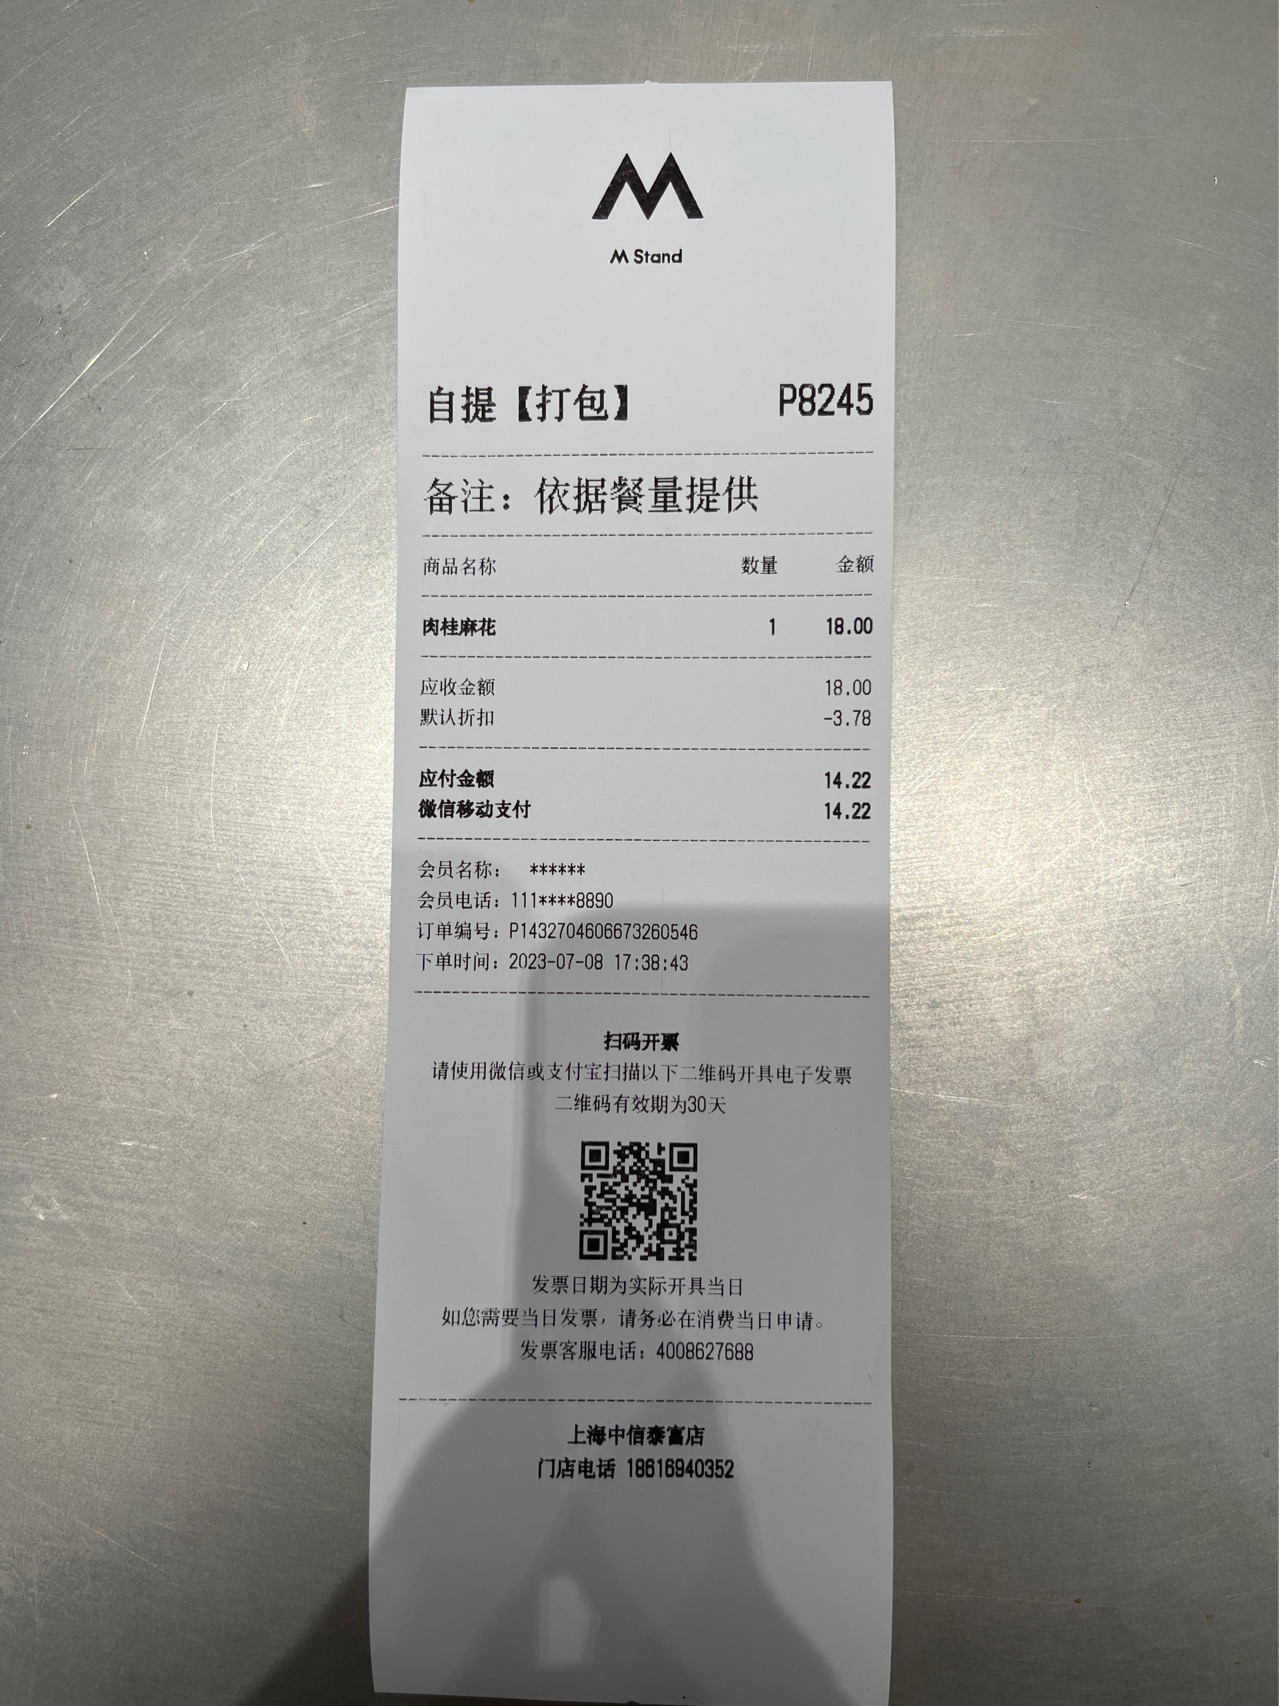 M Stand
自提【打包】 P8245
备注：依据餐量提供
商品名称 数量 金额
肉桂麻花 1 18.00
应收金额 18.00
默认折扣 -3.78
应付金额 14.22
微信移动支付 14.22
会员名称： ******
会员电话：111****8890
订单编号：P1432704606673260546
下单时间：2023-07-08 17:38:43
扫码开票
请使用微信或支付宝扫描以下二维码开具电子发票
二维码有效期为30天
发票日期为实际开具当日
如您需要当日发票，请务必在消费当日申请。
发票客服电话：4008627688
上海中信泰富店
门店电话 18616940352